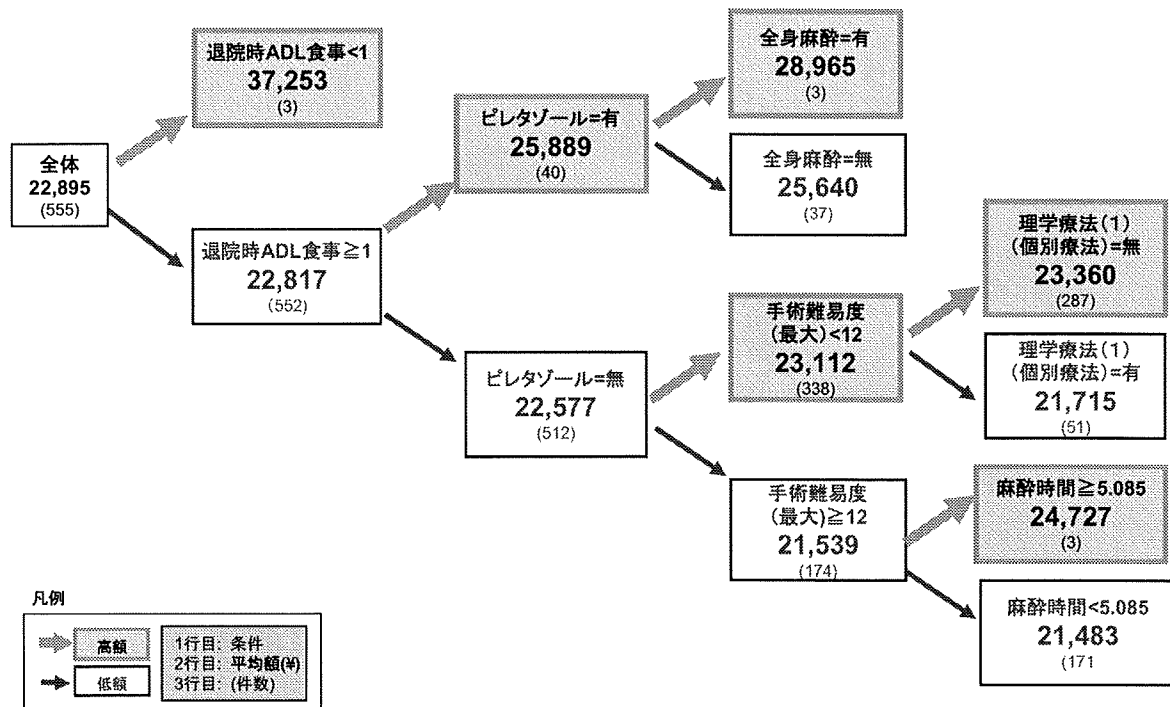 全体
22,895
(555)
退院時ADL食事<1
37,253
(3)
退院時ADL食事≧1
22,817
(552)
ピレタゾール=有
25,889
(40)
ピレタゾール=無
22,577
(512)
全身麻酔=有
28,965
(3)
全身麻酔=無
25,640
(37)
手術難易度
(最大)<12
23,112
(338)
手術難易度
(最大)≧12
21,539
(174)
理学療法(1)
(個別療法)=無
23,360
(287)
理学療法(1)
(個別療法)=有
21,715
(51)
麻酔時間≧5.085
24,727
(3)
麻酔時間<5.085
21,483
(171
凡例
高額
低額
1行目: 条件
2行目: 平均額(¥)
3行目: (件数)